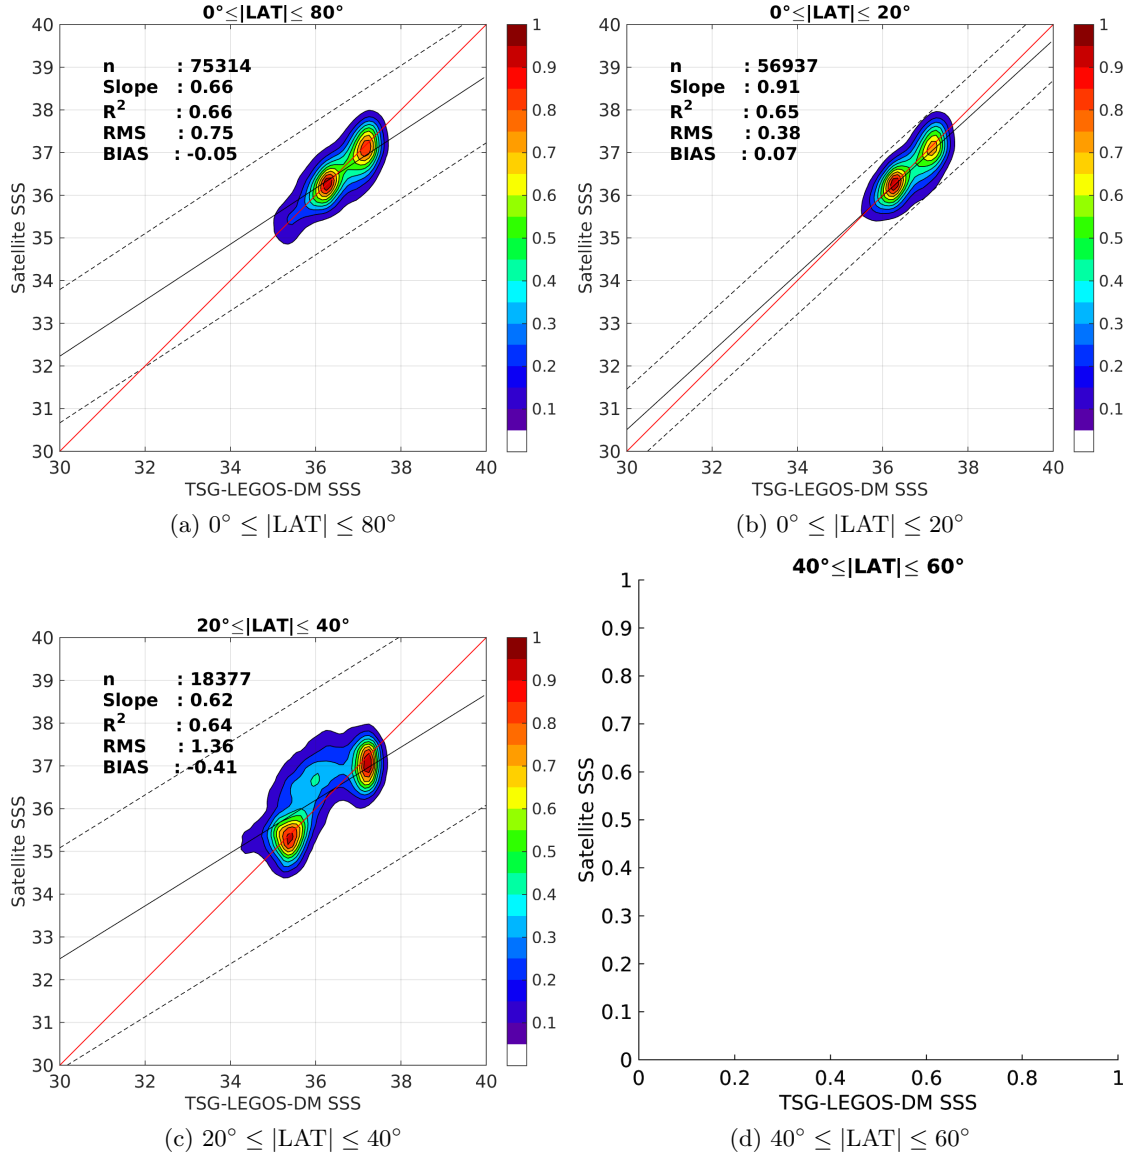 0°≤|LAT|≤ 80°
n : 75314
Slope : 0.66
R² : 0.66
RMS : 0.75
BIAS : -0.05
40
39
38
37
36
35
34
33
32
31
30
30 32 34 36 38 40
Satellite SSS
TSG-LEGOS-DM SSS
1
0.9
0.8
0.7
0.6
0.5
0.4
0.3
0.2
0.1
(a) 0° ≤ |LAT| ≤ 80°
0°≤|LAT|≤ 20°
n : 56937
Slope : 0.91
R² : 0.65
RMS : 0.38
BIAS : 0.07
40
39
38
37
36
35
34
33
32
31
30
30 32 34 36 38 40
Satellite SSS
TSG-LEGOS-DM SSS
1
0.9
0.8
0.7
0.6
0.5
0.4
0.3
0.2
0.1
(b) 0° ≤ |LAT| ≤ 20°
20°≤|LAT|≤ 40°
n : 18377
Slope : 0.62
R² : 0.64
RMS : 1.36
BIAS : -0.41
40
39
38
37
36
35
34
33
32
31
30
30 32 34 36 38 40
Satellite SSS
TSG-LEGOS-DM SSS
1
0.9
0.8
0.7
0.6
0.5
0.4
0.3
0.2
0.1
(c) 20° ≤ |LAT| ≤ 40°
40°≤|LAT|≤ 60°
1
0.9
0.8
0.7
0.6
0.5
0.4
0.3
0.2
0.1
0
0 0.2 0.4 0.6 0.8 1
Satellite SSS
TSG-LEGOS-DM SSS
(d) 40° ≤ |LAT| ≤ 60°